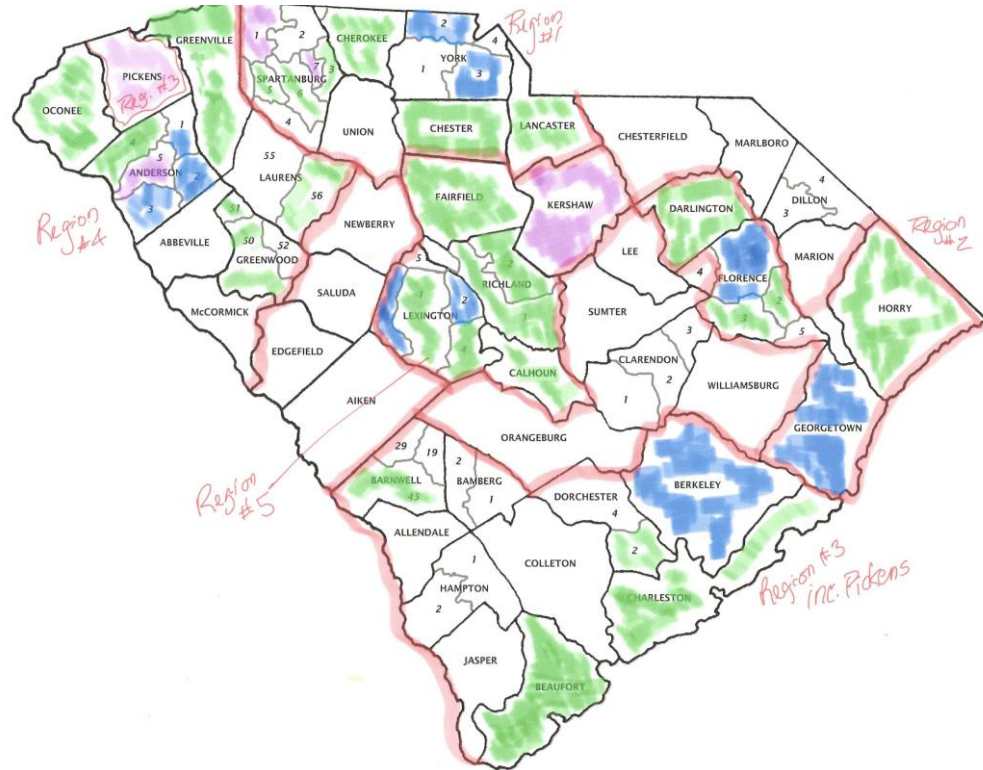 Region
#1
GREENVILLE
1
2
CHEROKEE
2
4
YORK
1
3
PICKENS
Reg. #3
OCONEE
SPARTANBURG
7
3
5
6
4
UNION
CHESTER
LANCASTER
CHESTERFIELD
MARLBORO
4
DILLON
3
4
1
5
ANDERSON
2
3
55
LAURENS
56
FAIRFIELD
KERSHAW
DARLINGTON
MARION
Region
#2
Region
#4
ABBEVILLE
51
50
52
GREENWOOD
NEWBERRY
LEE
4
FLORENCE
2
3
5
HORRY
McCORMICK
SALUDA
5
1
2
LEXINGTON
4
2
RICHLAND
1
SUMTER
EDGEFIELD
AIKEN
CALHOUN
3
CLARENDON
2
1
WILLIAMSBURG
GEORGETOWN
ORANGEBURG
Region
#5
29
19
BARNWELL
45
2
BAMBERG
1
DORCHESTER
4
2
BERKELEY
ALLENDALE
COLLETON
1
HAMPTON
2
CHARLESTON
Region #3
inc. Pickens
JASPER
BEAUFORT